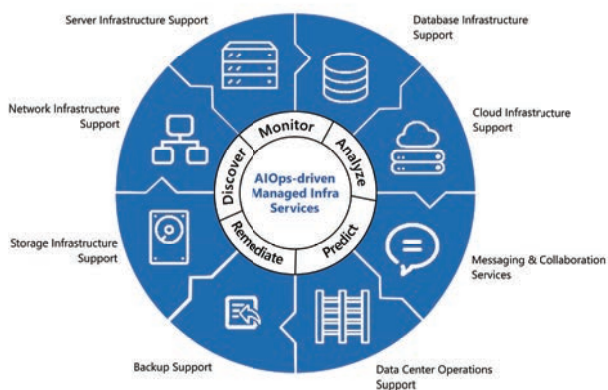 Server Infrastructure Support
Database Infrastructure
Support
Network Infrastructure
Support
Cloud Infrastructure
Support
Monitor
Discover
Analyze
AIOps-driven
Managed Infra
Services
Remediate
Predict
Storage Infrastructure
Support
Messaging & Collaboration
Services
Backup Support
Data Center Operations
Support